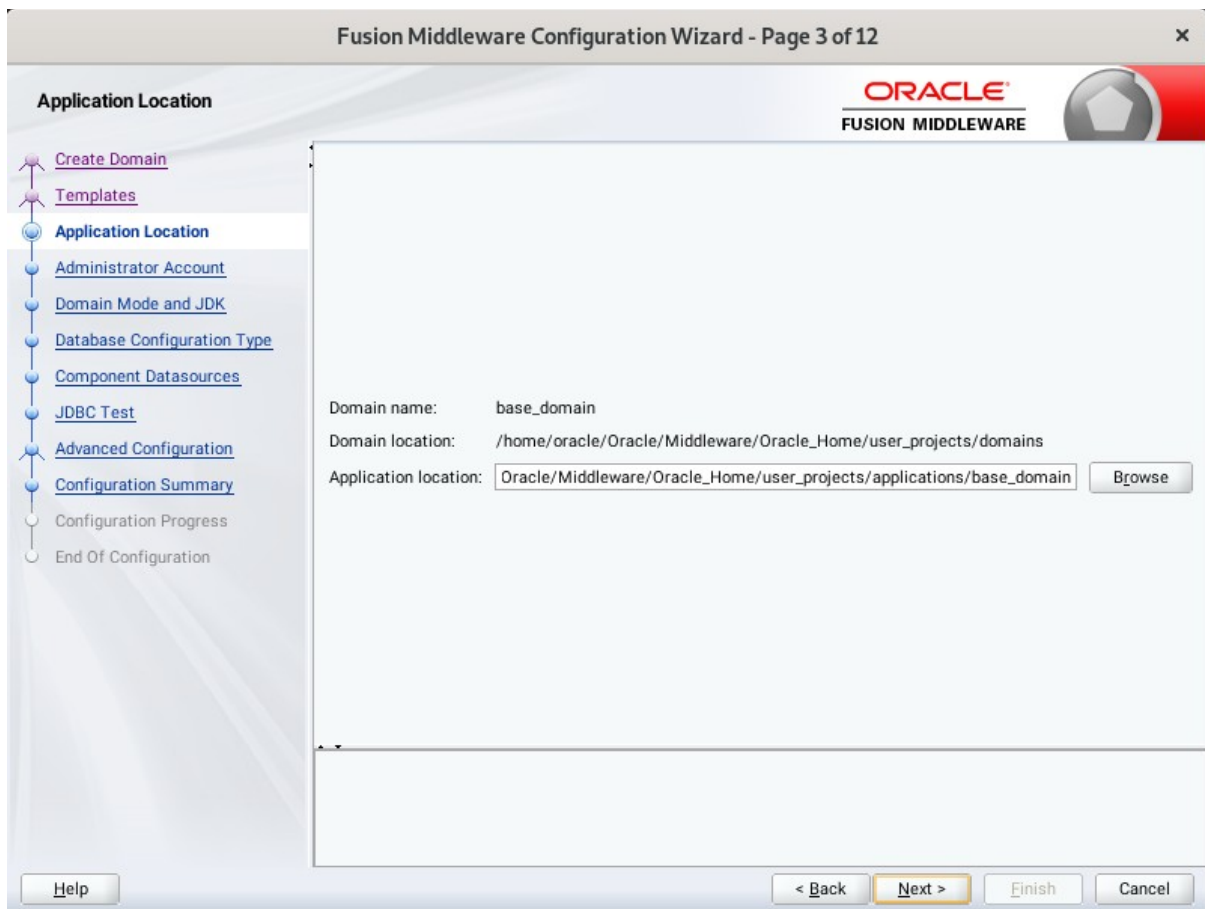 Fusion Middleware Configuration Wizard - Page 3 of 12
Application Location
ORACLE
FUSION MIDDLEWARE
Create Domain
Templates
Application Location
Administrator Account
Domain Mode and JDK
Database Configuration Type
Component Datasources
JDBC Test
Advanced Configuration
Configuration Summary
Configuration Progress
End Of Configuration
Domain name: base_domain
Domain location: /home/oracle/Oracle/Middleware/Oracle_Home/user_projects/domains
Application location: Oracle/Middleware/Oracle_Home/user_projects/applications/base_domain Browse
Help < Back Next > Finish Cancel